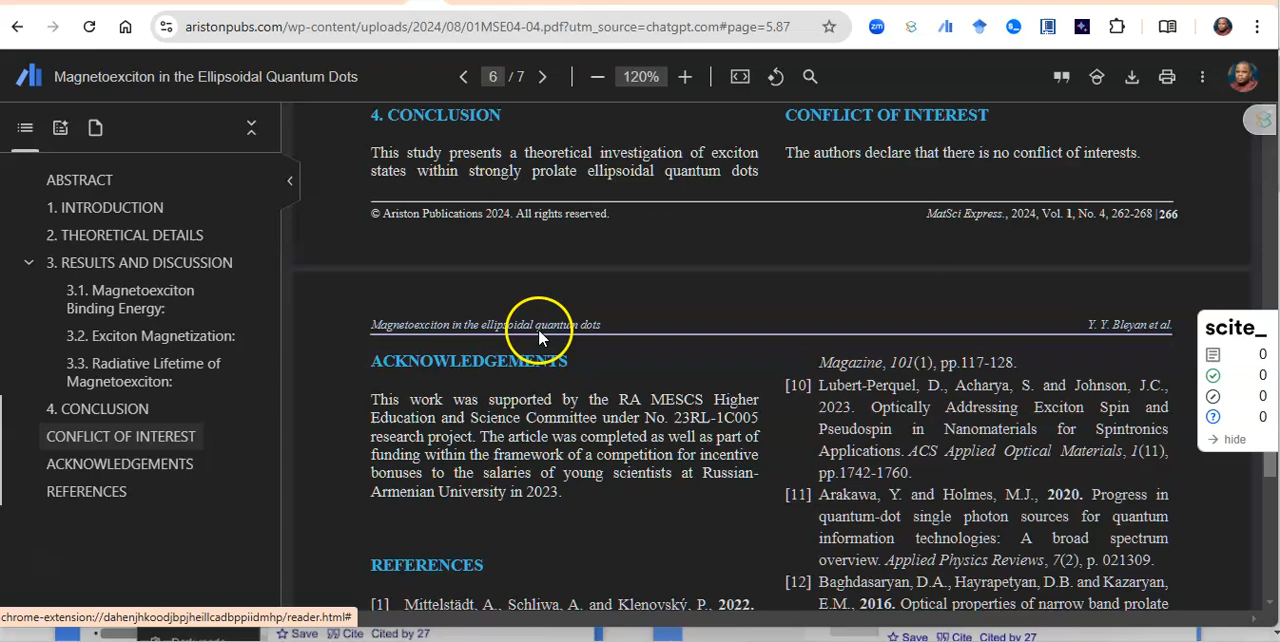 aristonpubs.com/wp-content/uploads/2024/08/01MSE04-04.pdf?utm_source=chatgpt.com#page=5.87
zm
Magnetoexciton in the Ellipsoidal Quantum Dots
6 / 7
120%
ABSTRACT
1. INTRODUCTION
2. THEORETICAL DETAILS
3. RESULTS AND DISCUSSION
3.1. Magnetoexciton
Binding Energy:
3.2. Exciton Magnetization:
3.3. Radiative Lifetime of
Magnetoexciton:
4. CONCLUSION
CONFLICT OF INTEREST
ACKNOWLEDGEMENTS
REFERENCES
4. CONCLUSION
This study presents a theoretical investigation of exciton
states within strongly prolate ellipsoidal quantum dots
CONFLICT OF INTEREST
The authors declare that there is no conflict of interests.
© Ariston Publications 2024. All rights reserved.
MatSci Express., 2024, Vol. 1, No. 4, 262-268 |266
Magnetoexciton in the ellipsoidal quantum dots
Y. Y. Bleyan et al.
ACKNOWLEDGEMENTS
This work was supported by the RA MESCS Higher
Education and Science Committee under No. 23RL-1C005
research project. The article was completed as well as part of
funding within the framework of a competition for incentive
bonuses to the salaries of young scientists at Russian-
Armenian University in 2023.
REFERENCES
[1] Mittelstädt, A., Schliwa, A. and Klenovský, P., 2022.
Magazine, 101(1), pp.117-128.
[10] Lubert-Perquel, D., Acharya, S. and Johnson, J.C.,
2023. Optically Addressing Exciton Spin and
Pseudospin in Nanomaterials for Spintronics
Applications. ACS Applied Optical Materials, 1(11),
pp.1742-1760.
[11] Arakawa, Y. and Holmes, M.J., 2020. Progress in
quantum-dot single photon sources for quantum
information technologies: A broad spectrum
overview. Applied Physics Reviews, 7(2), p. 021309.
[12] Baghdasaryan, D.A., Hayrapetyan, D.B. and Kazaryan,
E.M., 2016. Optical properties of narrow band prolate
scite_
0
0
0
0
hide
chrome-extension://dahenjhkoodjbpjheillcadbppiidmhp/reader.html#
Save Cite Cited by 27
Save Cite Cited by 27